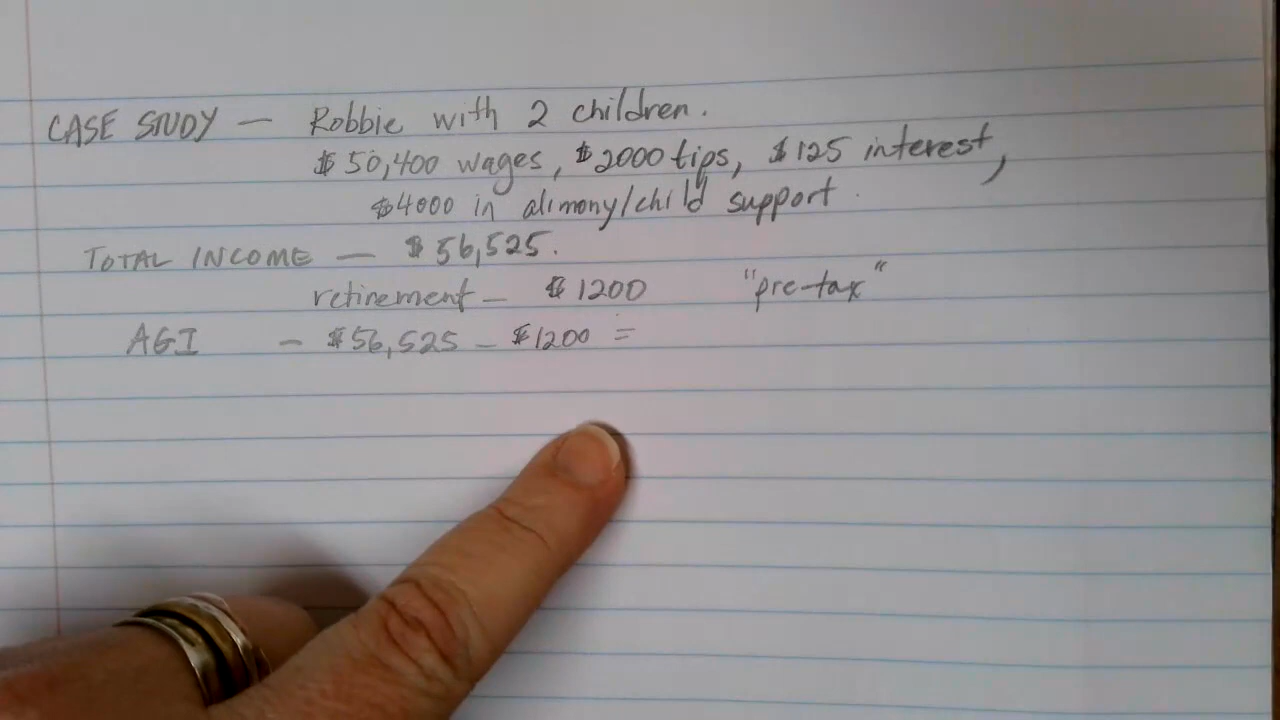 CASE STUDY — Robbie with 2 children.
$50,400 wages, $2000 tips, $125 interest,
$4000 in alimony/child support.
TOTAL INCOME — $56,525.
retirement – $1200 "pre-tax"
AGI – $56,525 – $1200 =